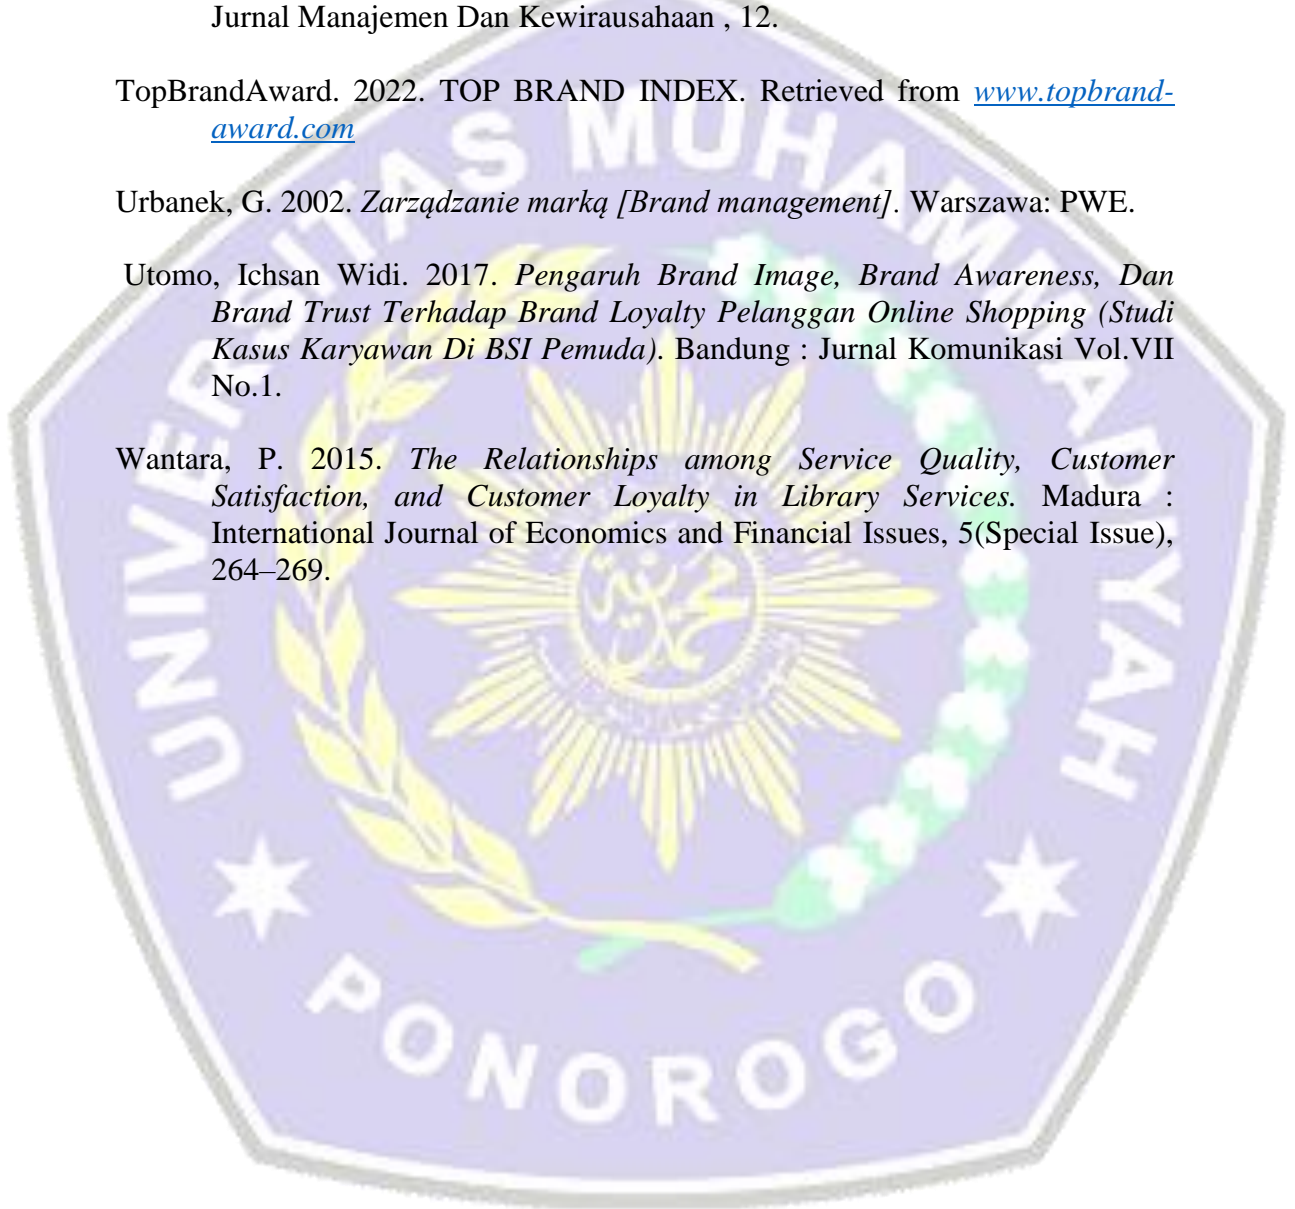 Jurnal Manajemen Dan Kewirausahaan , 12.
TopBrandAward. 2022. TOP BRAND INDEX. Retrieved from www.topbrand-
award.com
Urbanek, G. 2002. Zarządzanie marką [Brand management]. Warszawa: PWE.
Utomo, Ichsan Widi. 2017. Pengaruh Brand Image, Brand Awareness, Dan
Brand Trust Terhadap Brand Loyalty Pelanggan Online Shopping (Studi
Kasus Karyawan Di BSI Pemuda). Bandung : Jurnal Komunikasi Vol.VII
No.1.
Wantara, P. 2015. The Relationships among Service Quality, Customer
Satisfaction, and Customer Loyalty in Library Services. Madura :
International Journal of Economics and Financial Issues, 5(Special Issue),
264–269.
UNIVERSITAS MUHAMMADIYAH
PONOROGO